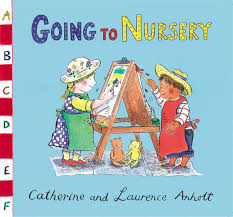 GOING TO NURSERY
A
B
C
D
E
F
Catherine and Laurence Anholt